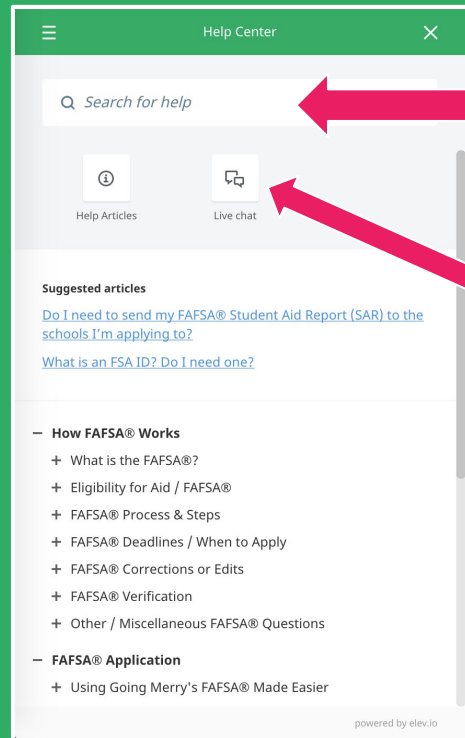 Help Center
Search for help
Help Articles
Live chat
Suggested articles
Do I need to send my FAFSA® Student Aid Report (SAR) to the
schools I’m applying to?
What is an FSA ID? Do I need one?
How FAFSA® Works
What is the FAFSA®?
Eligibility for Aid / FAFSA®
FAFSA® Process & Steps
FAFSA® Deadlines / When to Apply
FAFSA® Corrections or Edits
FAFSA® Verification
Other / Miscellaneous FAFSA® Questions
FAFSA® Application
Using Going Merry's FAFSA® Made Easier
powered by elev.io